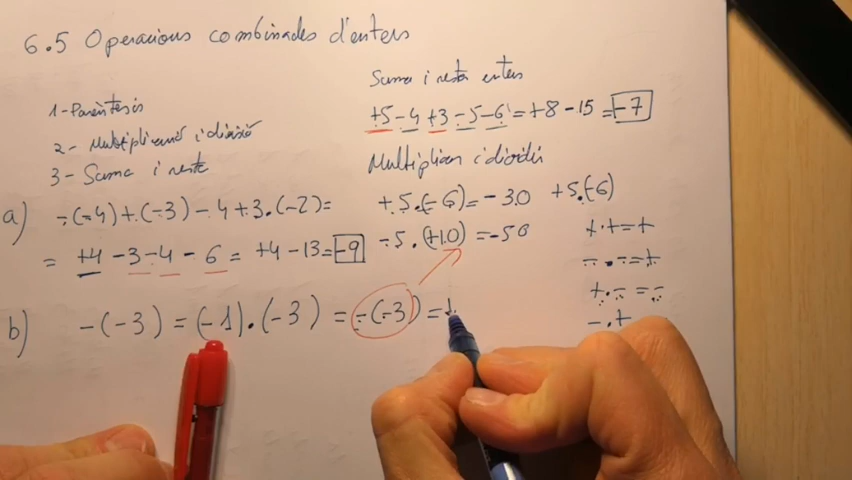 6.5 Operacions combinades d'enters
1-Parèntesis
2- Multiplicació i divisió
3- Suma i resta
Suma i resta enters
+5-4+3-5-6=+8-15=-7
Multiplicar i dividir
+5.(-6)=-30 +5.(-6)
-5.(+10)=-50
+.+=+
-.-=+
+.-=-
-.+
a) -(-4)+(-3)-4+3.(-2)=
= +4-3-4-6= +4-13=-9
b) -(-3)=(-1).(-3)=-(-3)=+